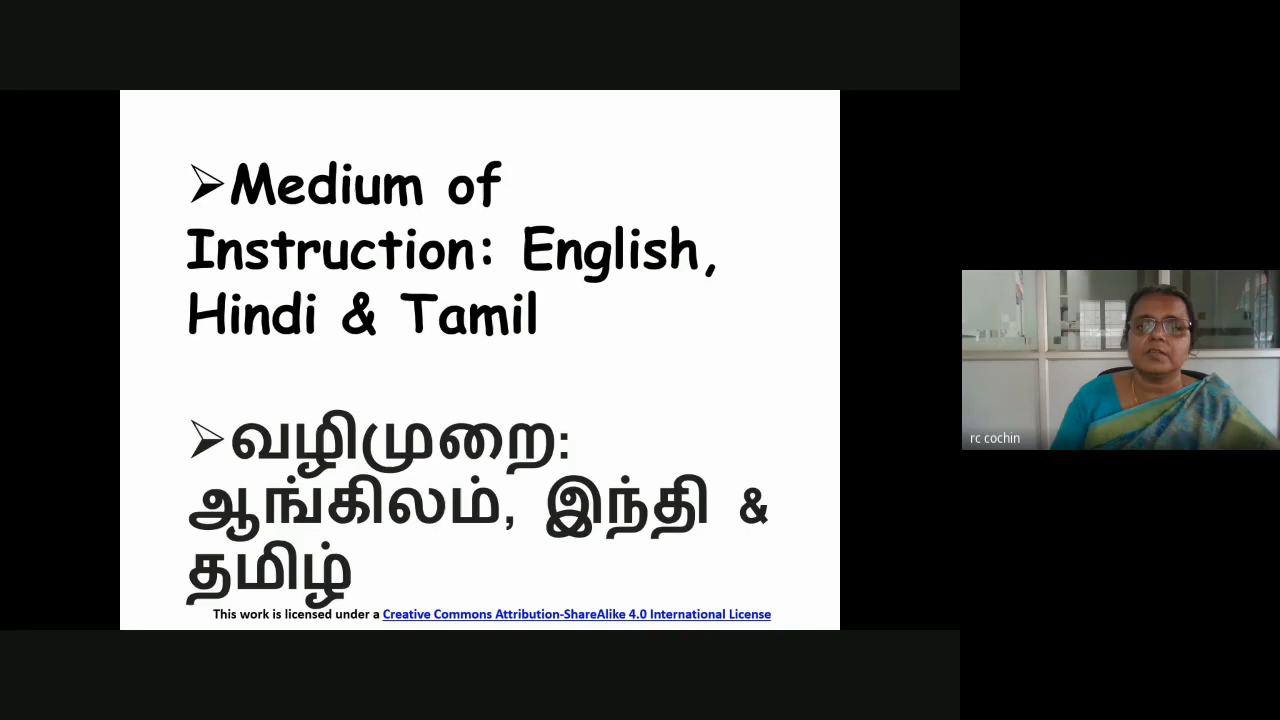 ➢Medium of
Instruction: English,
Hindi & Tamil
➢வழிமுறை:
ஆங்கிலம், இந்தி &
தமிழ்
This work is licensed under a Creative Commons Attribution-ShareAlike 4.0 International License
rc cochin